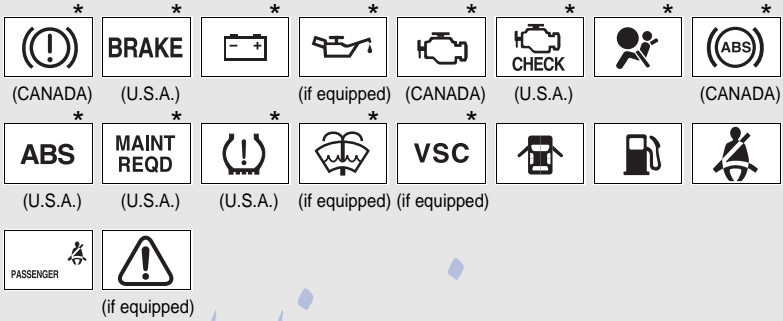 * * * * * * * *
BRAKE
- +
CHECK
(ABS)
(CANADA) (U.S.A.) (if equipped) (CANADA) (U.S.A.) (CANADA)
* * * * *
ABS MAINT REQD (!) VSC
(U.S.A.) (U.S.A.) (U.S.A.) (if equipped) (if equipped)
PASSENGER
!
(if equipped)